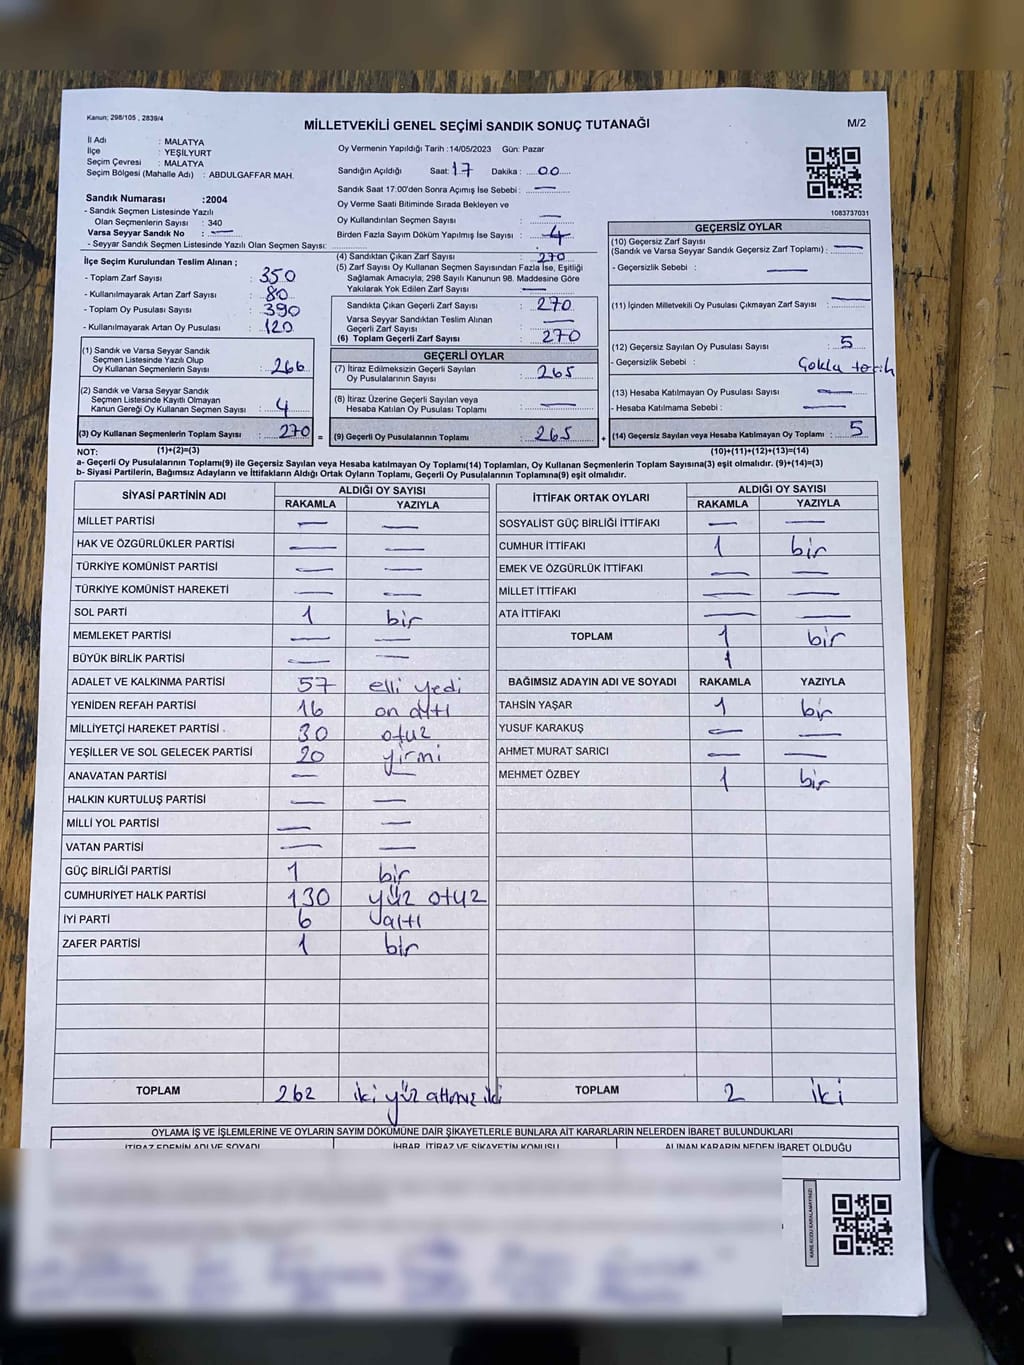 Kanun; 298/105 , 2839/4
MİLLETVEKİLİ GENEL SEÇİMİ SANDIK SONUÇ TUTANAĞI
M/2
İl Adı : MALATYA
İlçe : YEŞİLYURT
Seçim Çevresi : MALATYA
Seçim Bölgesi (Mahalle Adı) : ABDULGAFFAR MAH.
Sandık Numarası :2004
- Sandık Seçmen Listesinde Yazılı
Olan Seçmenlerin Sayısı : 340
Varsa Seyyar Sandık No : —
- Seyyar Sandık Seçmen Listesinde Yazılı Olan Seçmen Sayısı:
Oy Vermenin Yapıldığı Tarih :14/05/2023 Gün: Pazar
Sandığın Açıldığı Saat: 17 Dakika : 00
Sandık Saat 17:00'den Sonra Açımış İse Sebebi : —
Oy Verme Saati Bitiminde Sırada Bekleyen ve
Oy Kullandırılan Seçmen Sayısı : —
Birden Fazla Sayım Döküm Yapılmış İse Sayısı : 4
1083737031
İlçe Seçim Kurulundan Teslim Alınan ;
- Toplam Zarf Sayısı : 350
- Kullanılmayarak Artan Zarf Sayısı : 80
- Toplam Oy Pusulası Sayısı : 390
- Kullanılmayarak Artan Oy Pusulası : 120
(1) Sandık ve Varsa Seyyar Sandık
Seçmen Listesinde Yazılı Olup
Oy Kullanan Seçmenlerin Sayısı : 266
(2) Sandık ve Varsa Seyyar Sandık
Seçmen Listesinde Kayıtlı Olmayan
Kanun Gereği Oy Kullanan Seçmen Sayısı : 4
(3) Oy Kullanan Seçmenlerin Toplam Sayısı : 270 =
(4) Sandıktan Çıkan Zarf Sayısı : 270
(5) Zarf Sayısı Oy Kullanan Seçmen Sayısından Fazla İse, Eşitliği
Sağlamak Amacıyla, 298 Sayılı Kanunun 98. Maddesine Göre
Yakılarak Yok Edilen Zarf Sayısı : —
Sandıkta Çıkan Geçerli Zarf Sayısı : 270
Varsa Seyyar Sandıktan Teslim Alınan
Geçerli Zarf Sayısı : —
(6) Toplam Geçerli Zarf Sayısı : 270
GEÇERLİ OYLAR
(7) İtiraz Edilmeksizin Geçerli Sayılan
Oy Pusulalarının Sayısı : 265
(8) İtiraz Üzerine Geçerli Sayılan veya
Hesaba Katılan Oy Pusulası Toplamı : —
(9) Geçerli Oy Pusulalarının Toplamı : 265 +
GEÇERSİZ OYLAR
(10) Geçersiz Zarf Sayısı
(Sandık ve Varsa Seyyar Sandık Geçersiz Zarf Toplamı) : —
- Geçersizlik Sebebi : —
(11) İçinden Milletvekili Oy Pusulası Çıkmayan Zarf Sayısı : —
(12) Geçersiz Sayılan Oy Pusulası Sayısı : 5
- Geçersizlik Sebebi : Çoklu tercih
(13) Hesaba Katılmayan Oy Pusulası Sayısı : —
- Hesaba Katılmama Sebebi : —
(14) Geçersiz Sayılan veya Hesaba Katılmayan Oy Toplamı : 5
NOT: (1)+(2)=(3) (10)+(11)+(12)+(13)=(14)
a- Geçerli Oy Pusulalarının Toplamı(9) ile Geçersiz Sayılan veya Hesaba katılmayan Oy Toplamı(14) Toplamları, Oy Kullanan Seçmenlerin Toplam Sayısına(3) eşit olmalıdır. (9)+(14)=(3)
b- Siyasi Partilerin, Bağımsız Adayların ve İttifakların Aldığı Ortak Oyların Toplamı, Geçerli Oy Pusulalarının Toplamına(9) eşit olmalıdır.
SİYASİ PARTİNİN ADI ALDIĞI OY SAYISI
RAKAMLA YAZIYLA
MİLLET PARTİSİ — —
HAK VE ÖZGÜRLÜKLER PARTİSİ — —
TÜRKİYE KOMÜNİST PARTİSİ — —
TÜRKİYE KOMÜNİST HAREKETİ — —
SOL PARTİ 1 bir
MEMLEKET PARTİSİ — —
BÜYÜK BİRLİK PARTİSİ — —
ADALET VE KALKINMA PARTİSİ 57 elli yedi
YENİDEN REFAH PARTİSİ 16 on altı
MİLLİYETÇİ HAREKET PARTİSİ 30 otuz
YEŞİLLER VE SOL GELECEK PARTİSİ 20 yirmi
ANAVATAN PARTİSİ — —
HALKIN KURTULUŞ PARTİSİ — —
MİLLİ YOL PARTİSİ — —
VATAN PARTİSİ — —
GÜÇ BİRLİĞİ PARTİSİ 1 bir
CUMHURİYET HALK PARTİSİ 130 yüz otuz
İYİ PARTİ 6 altı
ZAFER PARTİSİ 1 bir
TOPLAM 262 iki yüz altmış iki
İTTİFAK ORTAK OYLARI ALDIĞI OY SAYISI
RAKAMLA YAZIYLA
SOSYALİST GÜÇ BİRLİĞİ İTTİFAKI — —
CUMHUR İTTİFAKI 1 bir
EMEK VE ÖZGÜRLÜK İTTİFAKI — —
MİLLET İTTİFAKI — —
ATA İTTİFAKI — —
TOPLAM 1 bir
1
BAĞIMSIZ ADAYIN ADI VE SOYADI RAKAMLA YAZIYLA
TAHSİN YAŞAR 1 bir
YUSUF KARAKUŞ — —
AHMET MURAT SARICI — —
MEHMET ÖZBEY 1 bir
TOPLAM 2 iki
OYLAMA İŞ VE İŞLEMLERİNE VE OYLARIN SAYIM DÖKÜMÜNE DAİR ŞİKAYETLERLE BUNLARA AİT KARARLARIN NELERDEN İBARET BULUNDUKLARI
İTİRAZ EDENİN ADI VE SOYADI İHBAR, İTİRAZ VE ŞİKAYETİN KONUSU ALINAN KARARIN NEDEN İBARET OLDUĞU
KARE KODU KARALAMAYINIZ!